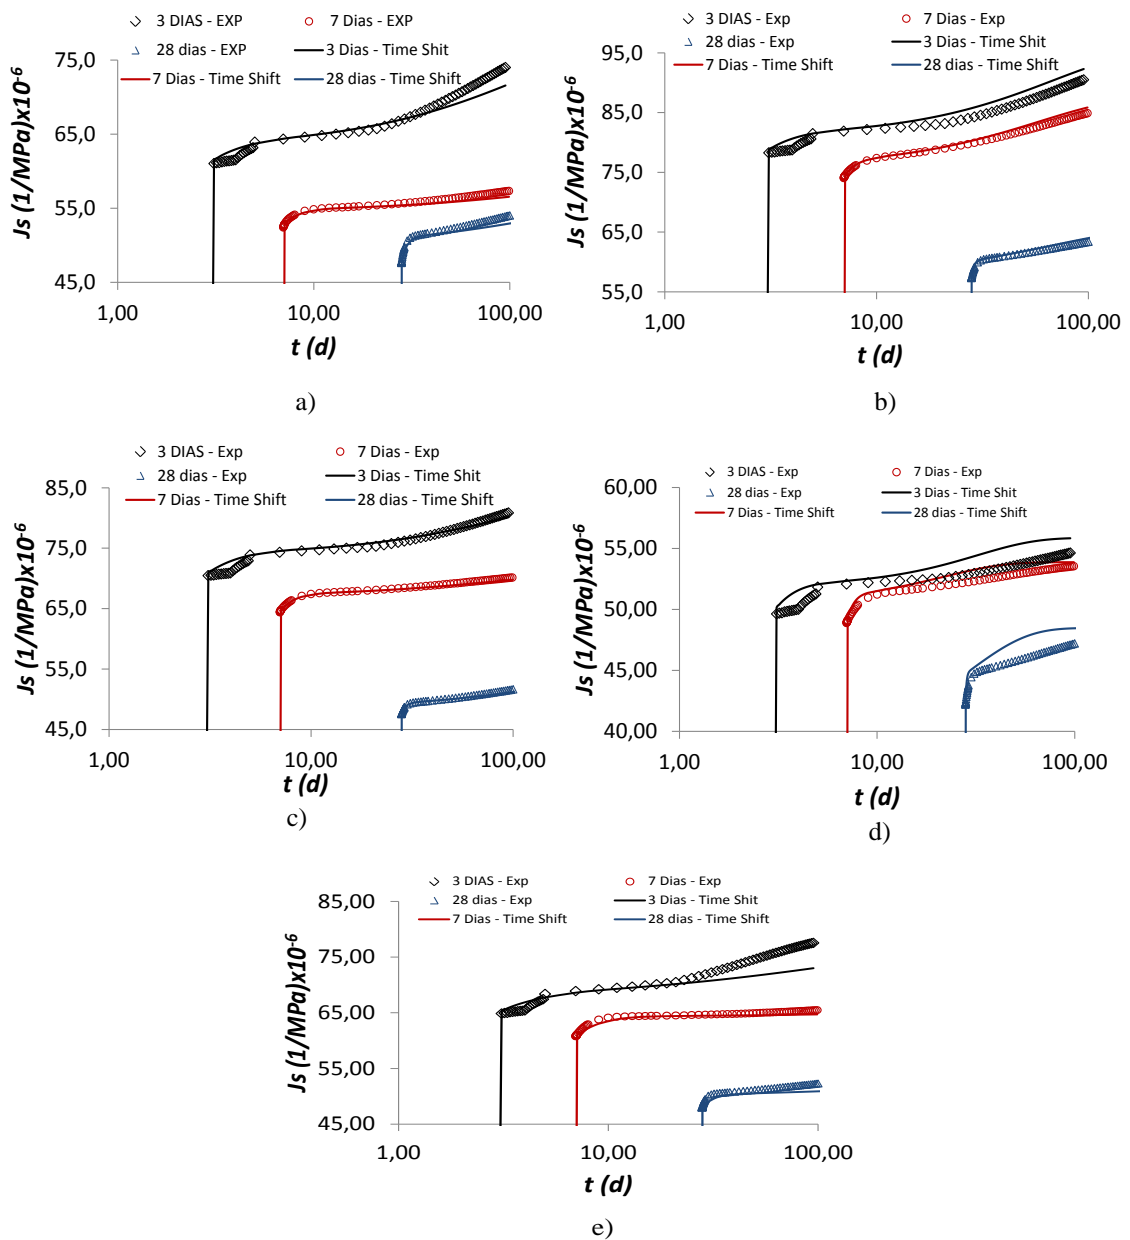 3 DIAS - EXP
7 Dias - EXP
28 dias - EXP
3 Dias - Time Shit
7 Dias - Time Shift
28 dias - Time Shift
75,0
65,0
55,0
45,0
Js (1/MPa)x10-6
1,00
10,00
100,00
t (d)
a)
3 DIAS - Exp
7 Dias - Exp
28 dias - Exp
3 Dias - Time Shit
7 Dias - Time Shift
28 dias - Time Shift
95,0
85,0
75,0
65,0
55,0
Js (1/MPa)x10-6
1,00
10,00
100,00
t (d)
b)
3 DIAS - Exp
7 Dias - Exp
28 dias - Exp
3 Dias - Time Shit
7 Dias - Time Shift
28 dias - Time Shift
85,0
75,0
65,0
55,0
45,0
Js (1/MPa)x10-6
1,00
10,00
100,00
t (d)
c)
3 DIAS - Exp
7 Dias - Exp
28 dias - Exp
3 Dias - Time Shit
7 Dias - Time Shift
28 dias - Time Shift
60,00
55,00
50,00
45,00
40,00
Js (1/MPa)x10-6
1,00
10,00
100,00
t (d)
d)
3 DIAS - Exp
7 Dias - Exp
28 dias - Exp
3 Dias - Time Shit
7 Dias - Time Shift
28 dias - Time Shift
85,00
75,00
65,00
55,00
45,00
Js (1/MPa)x10-6
1,00
10,00
100,00
t (d)
e)